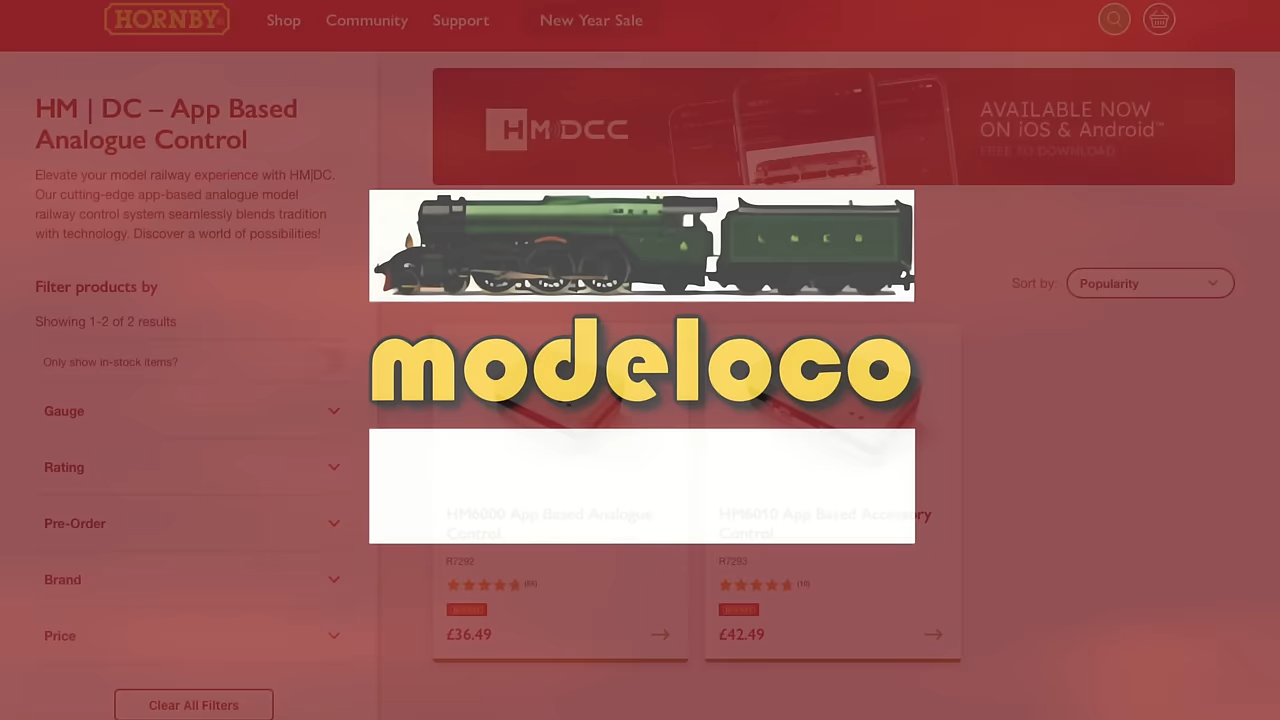 HORNBY
Shop
Community
Support
New Year Sale
HM | DC – App Based
Analogue Control
Elevate your model railway experience with HM|DC.
Our cutting-edge app-based analogue model
railway control system seamlessly blends tradition
with technology. Discover a world of possibilities!
HM DCC
AVAILABLE NOW
ON iOS & Android™
FREE TO DOWNLOAD
L N E R
modeloco
Filter products by
Showing 1-2 of 2 results
Sort by:
Popularity
Only show in-stock items?
Gauge
Rating
Pre-Order
Brand
Price
Clear All Filters
HM6000 App Based Analogue
Control
R7292
£36.49
HM6010 App Based Accessory
Control
R7293
(10)
£42.49